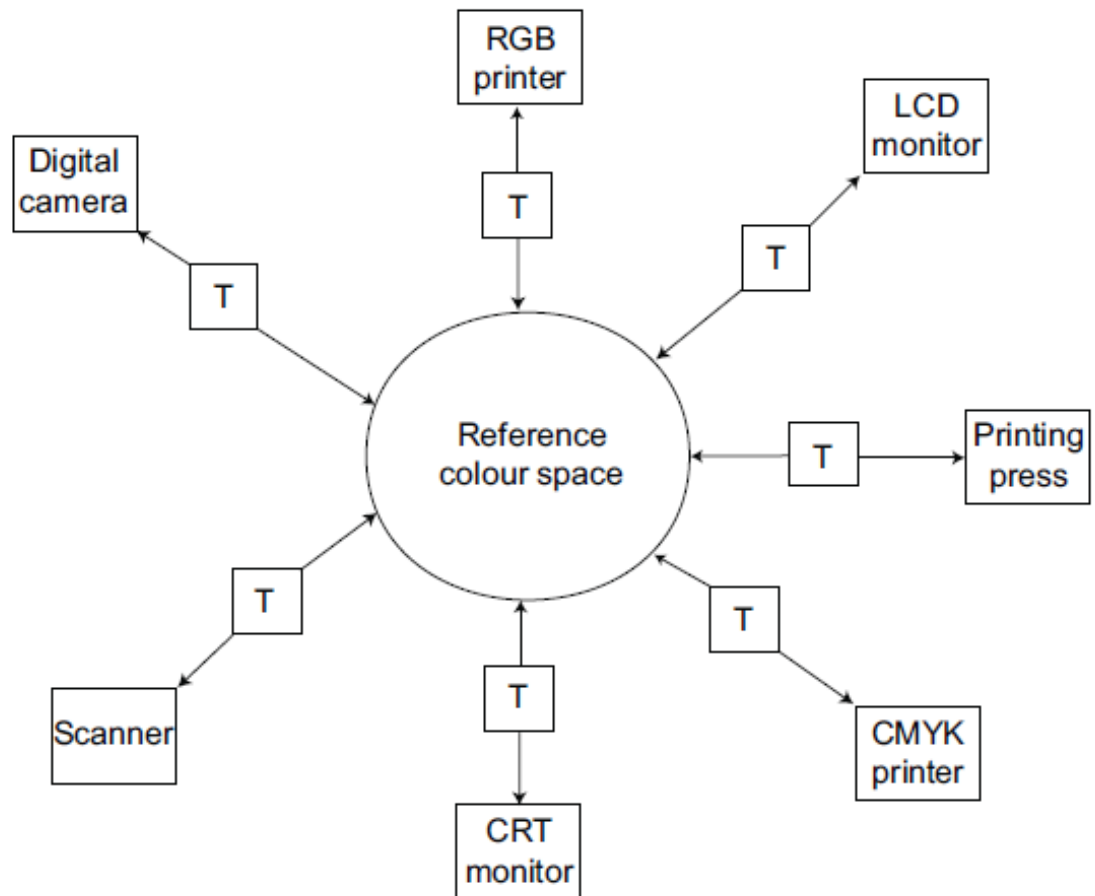 RGB
printer
LCD
monitor
Digital
camera
T
T
T
Reference
colour space
T
Printing
press
T
T
T
Scanner
CMYK
printer
CRT
monitor